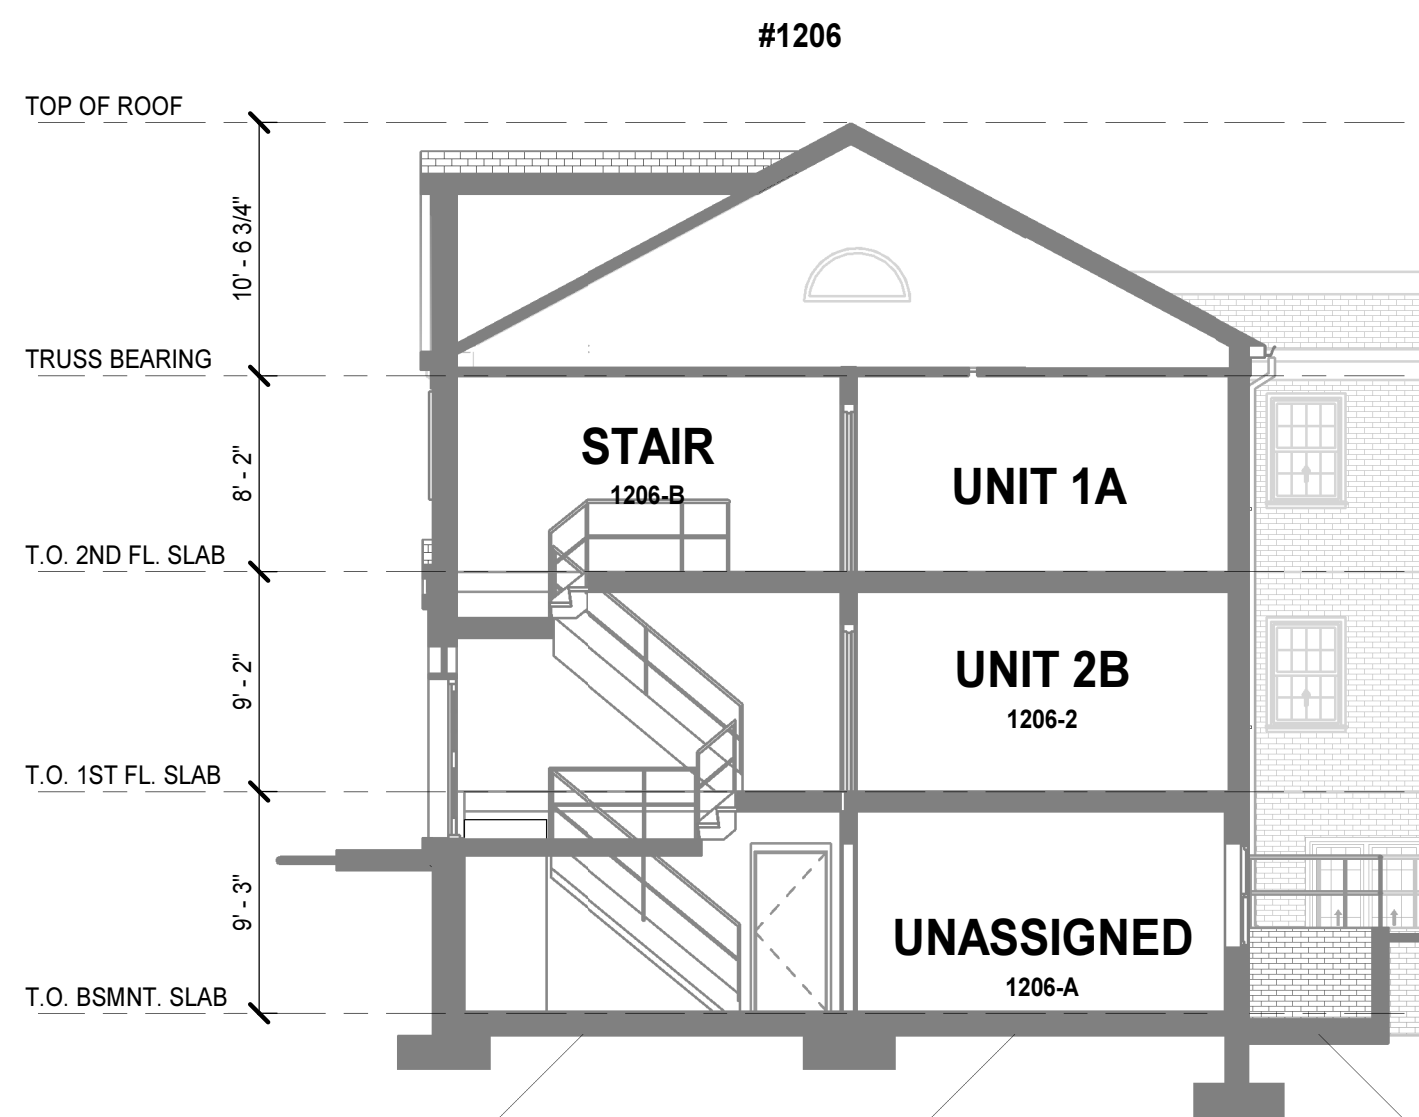 #1206
TOP OF ROOF
10' - 6 3/4"
TRUSS BEARING
STAIR
1206-B
UNIT 1A
8' - 2"
T.O. 2ND FL. SLAB
UNIT 2B
1206-2
9' - 2"
T.O. 1ST FL. SLAB
9' - 3"
UNASSIGNED
1206-A
T.O. BSMNT. SLAB